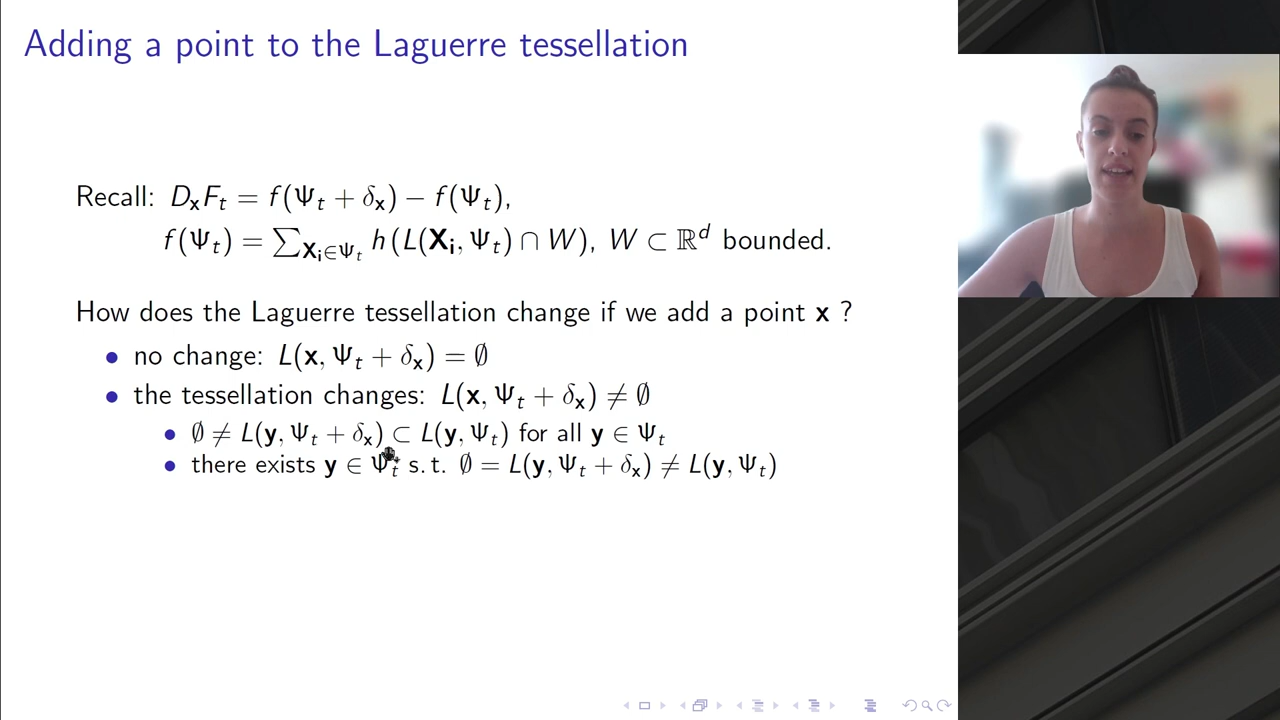 Adding a point to the Laguerre tessellation
Recall: DₓFₜ = f(Ψₜ + δₓ) − f(Ψₜ),
f(Ψₜ) = ∑_{Xᵢ∈Ψₜ} h(L(Xᵢ, Ψₜ) ∩ W), W ⊂ ℝᵈ bounded.
How does the Laguerre tessellation change if we add a point x ?
• no change: L(x, Ψₜ + δₓ) = ∅
• the tessellation changes: L(x, Ψₜ + δₓ) ≠ ∅
• ∅ ≠ L(y, Ψₜ + δₓ) ⊂ L(y, Ψₜ) for all y ∈ Ψₜ
• there exists y ∈ Ψₜ s. t. ∅ = L(y, Ψₜ + δₓ) ≠ L(y, Ψₜ)